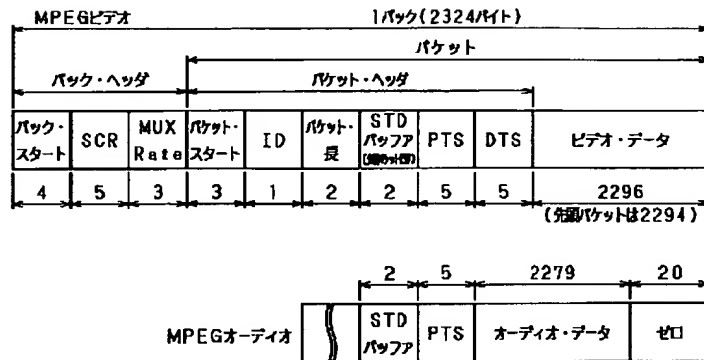 MPEGビデオ
1パック(2324バイト)
パケット
パック・ヘッダ
パケット・ヘッダ
パック・スタート
SCR
MUX Rate
パケット・スタート
ID
パケット・長
STD バッファ
PTS
DTS
ビデオ・データ
4
5
3
3
1
2
2
5
5
2296
(先頭パケットは2294)
2
5
2279
20
MPEGオーディオ
STD バッファ
PTS
オーディオ・データ
ゼロ